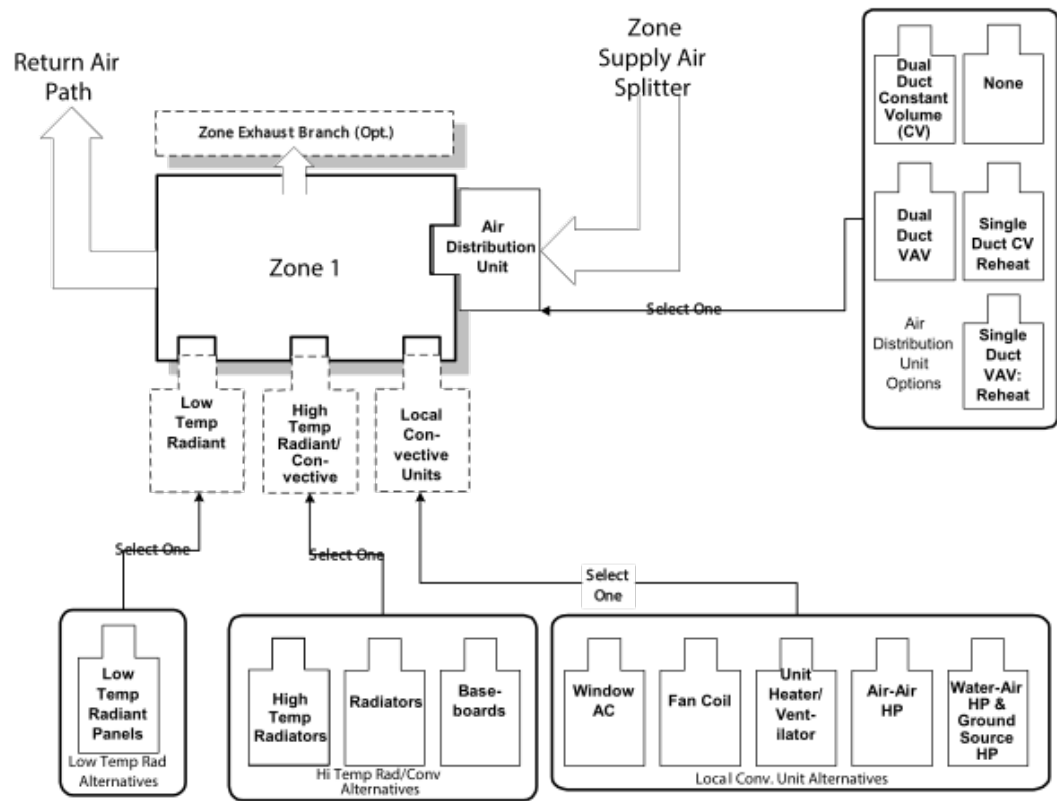 Return Air
Path
Zone
Supply Air
Splitter
Zone Exhaust Branch (Opt.)
Zone 1
Air
Distribution
Unit
Select One
Dual
Duct
Constant
Volume
(CV)
None
Dual
Duct
VAV
Single
Duct CV
Reheat
Air
Distribution
Unit
Options
Single
Duct
VAV:
Reheat
Low
Temp
Radiant
High
Temp
Radiant/
Con-
vective
Local
Con-
vective
Units
Select One
Select One
Select
One
Low
Temp
Radiant
Panels
Low Temp Rad
Alternatives
High
Temp
Radiators
Radiators
Base-
boards
Hi Temp Rad/Conv
Alternatives
Window
AC
Fan Coil
Unit
Heater/
Vent-
ilator
Air-Air
HP
Water-Air
HP &
Ground
Source
HP
Local Conv. Unit Alternatives